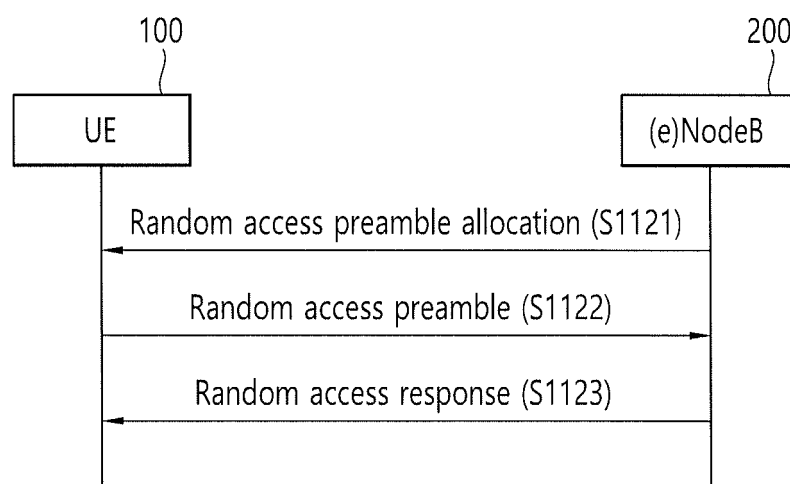 100
200
UE
(e)NodeB
Random access preamble allocation (S1121)
Random access preamble (S1122)
Random access response (S1123)